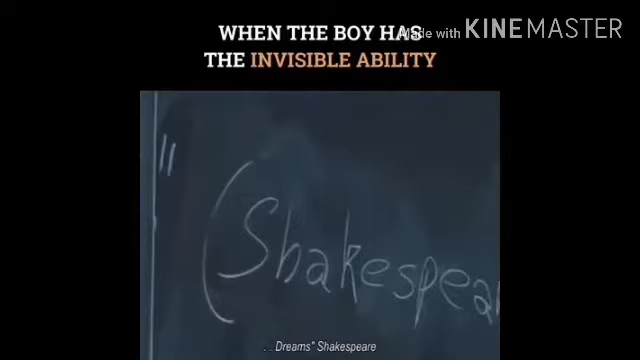 WHEN THE BOY HAS
Made with KINEMASTER
THE INVISIBLE ABILITY
"
(Shakespea
... Dreams" Shakespeare